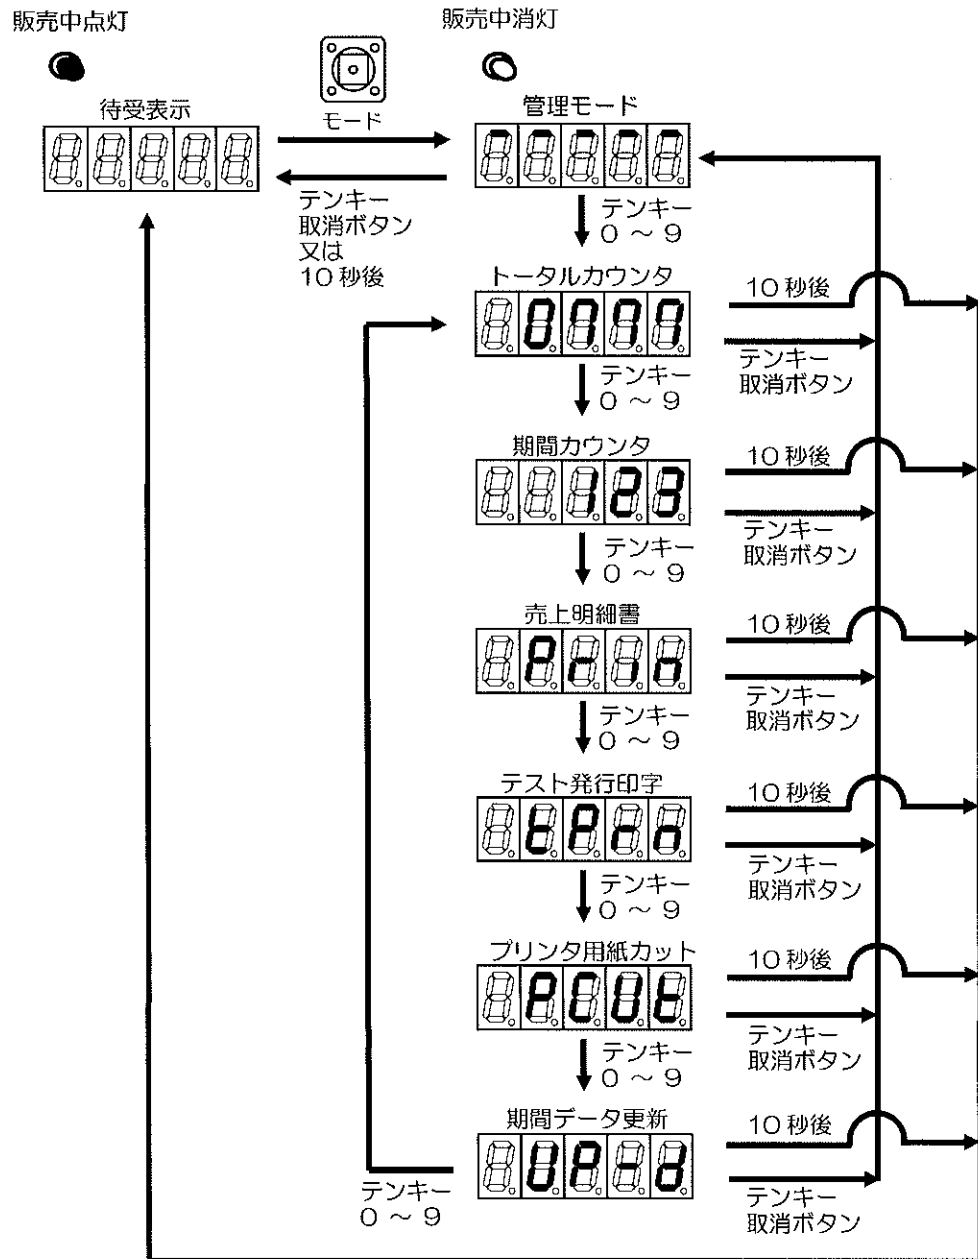 販売中点灯
販売中消灯
待受表示
モード
管理モード
テンキー
取消ボタン
又は
10秒後
テンキー
0 ~ 9
トータルカウンタ
0777
10秒後
テンキー
取消ボタン
テンキー
0 ~ 9
期間カウンタ
123
10秒後
テンキー
取消ボタン
テンキー
0 ~ 9
売上明細書
Prin
10秒後
テンキー
取消ボタン
テンキー
0 ~ 9
テスト発行印字
tPrn
10秒後
テンキー
取消ボタン
テンキー
0 ~ 9
プリンタ用紙カット
PCUt
10秒後
テンキー
取消ボタン
テンキー
0 ~ 9
期間データ更新
UP-d
10秒後
テンキー
取消ボタン
テンキー
0 ~ 9